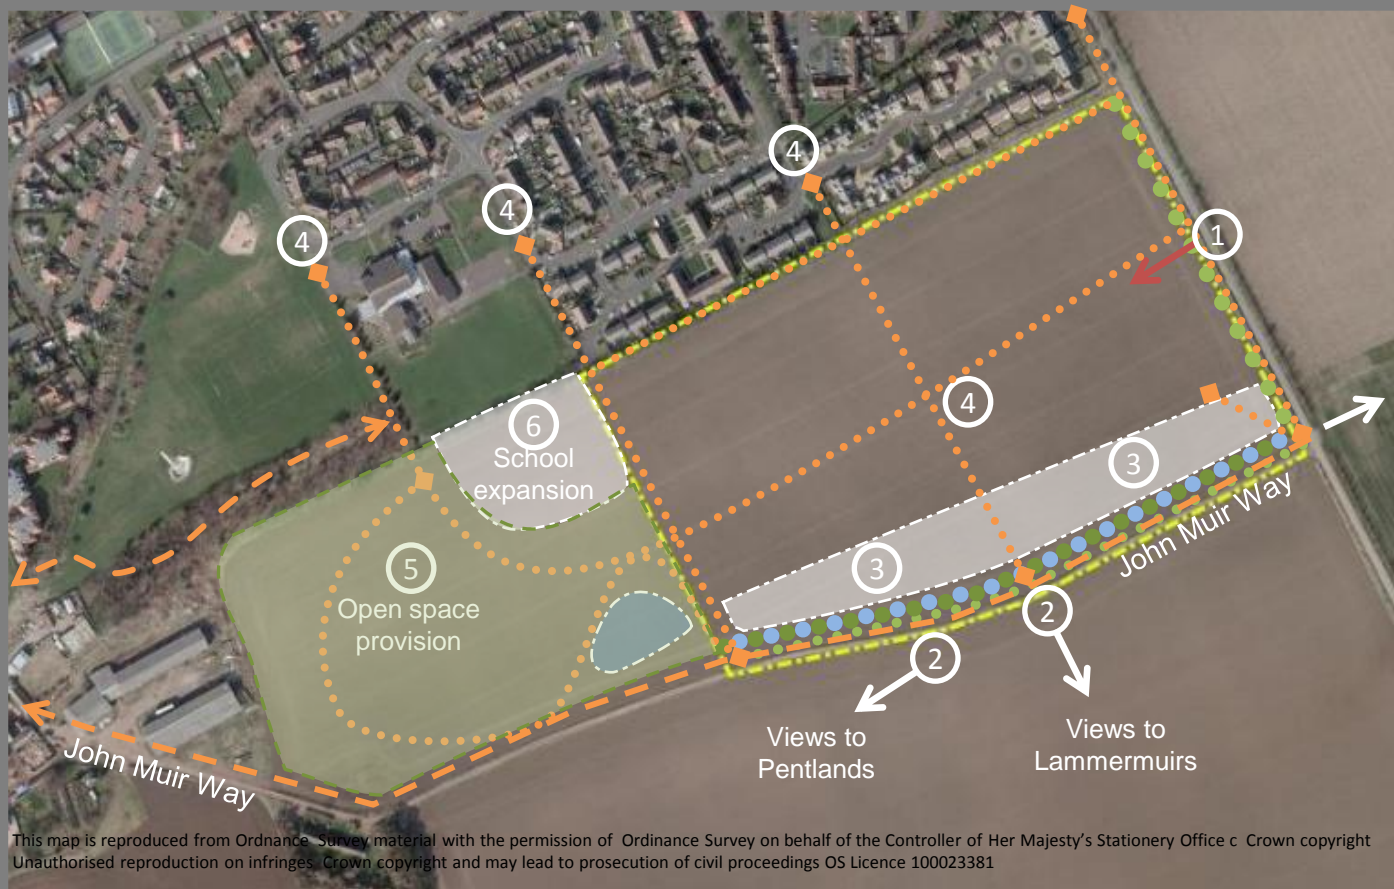 4
4
4
1
4
6
School
expansion
3
3
5
Open space
provision
John Muir Way
2
2
Views to
Pentlands
Views to
Lammermuirs
John Muir Way
This map is reproduced from Ordnance Survey material with the permission of Ordinance Survey on behalf of the Controller of Her Majesty's Stationery Office c Crown copyright
Unauthorised reproduction on infringes Crown copyright and may lead to prosecution of civil proceedings OS Licence 100023381